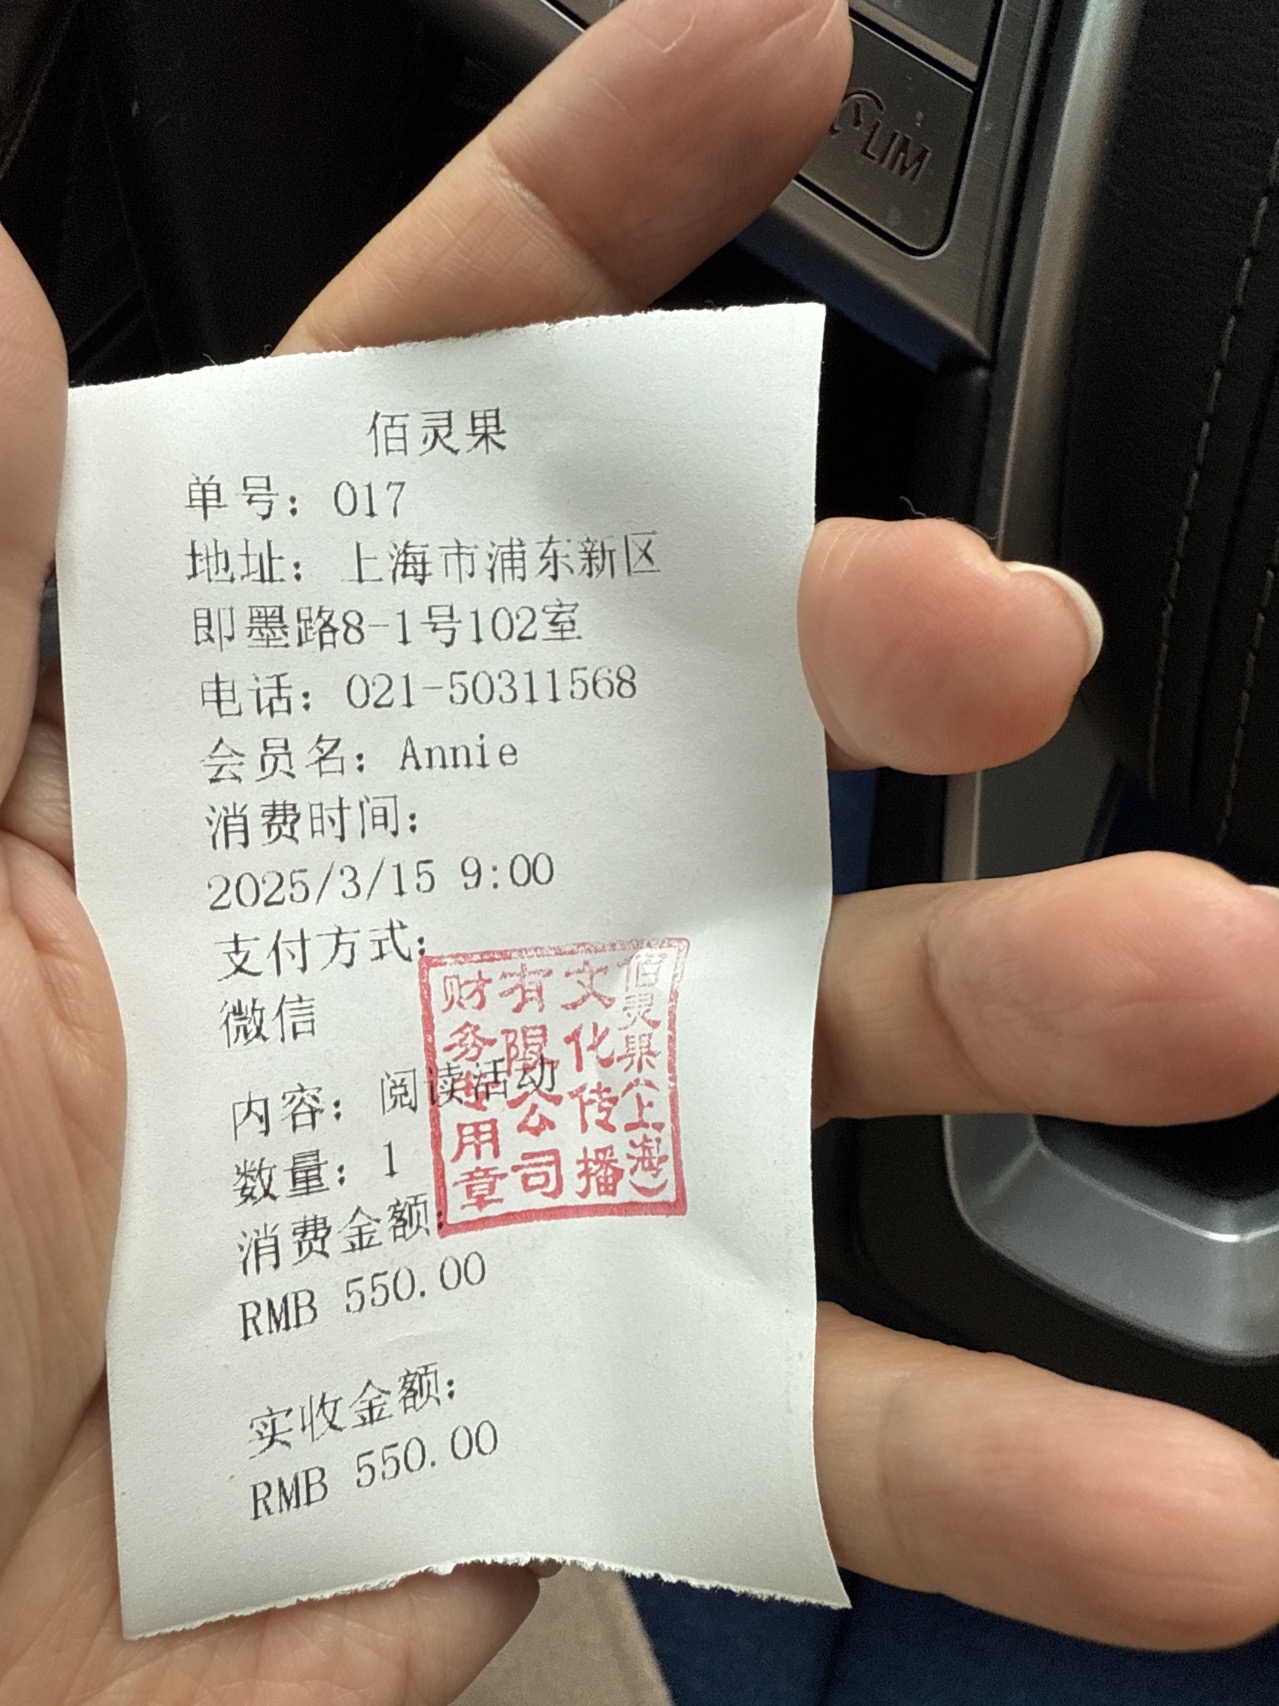 LIM
佰灵果
单号：017
地址：上海市浦东新区
即墨路8-1号102室
电话：021-50311568
会员名：Annie
消费时间：
2025/3/15 9:00
支付方式：
微信
内容：阅读活动
数量：1
消费金额：
RMB 550.00
实收金额：
RMB 550.00
佰灵果（上海）
文化传播
有限公司
财务专用章